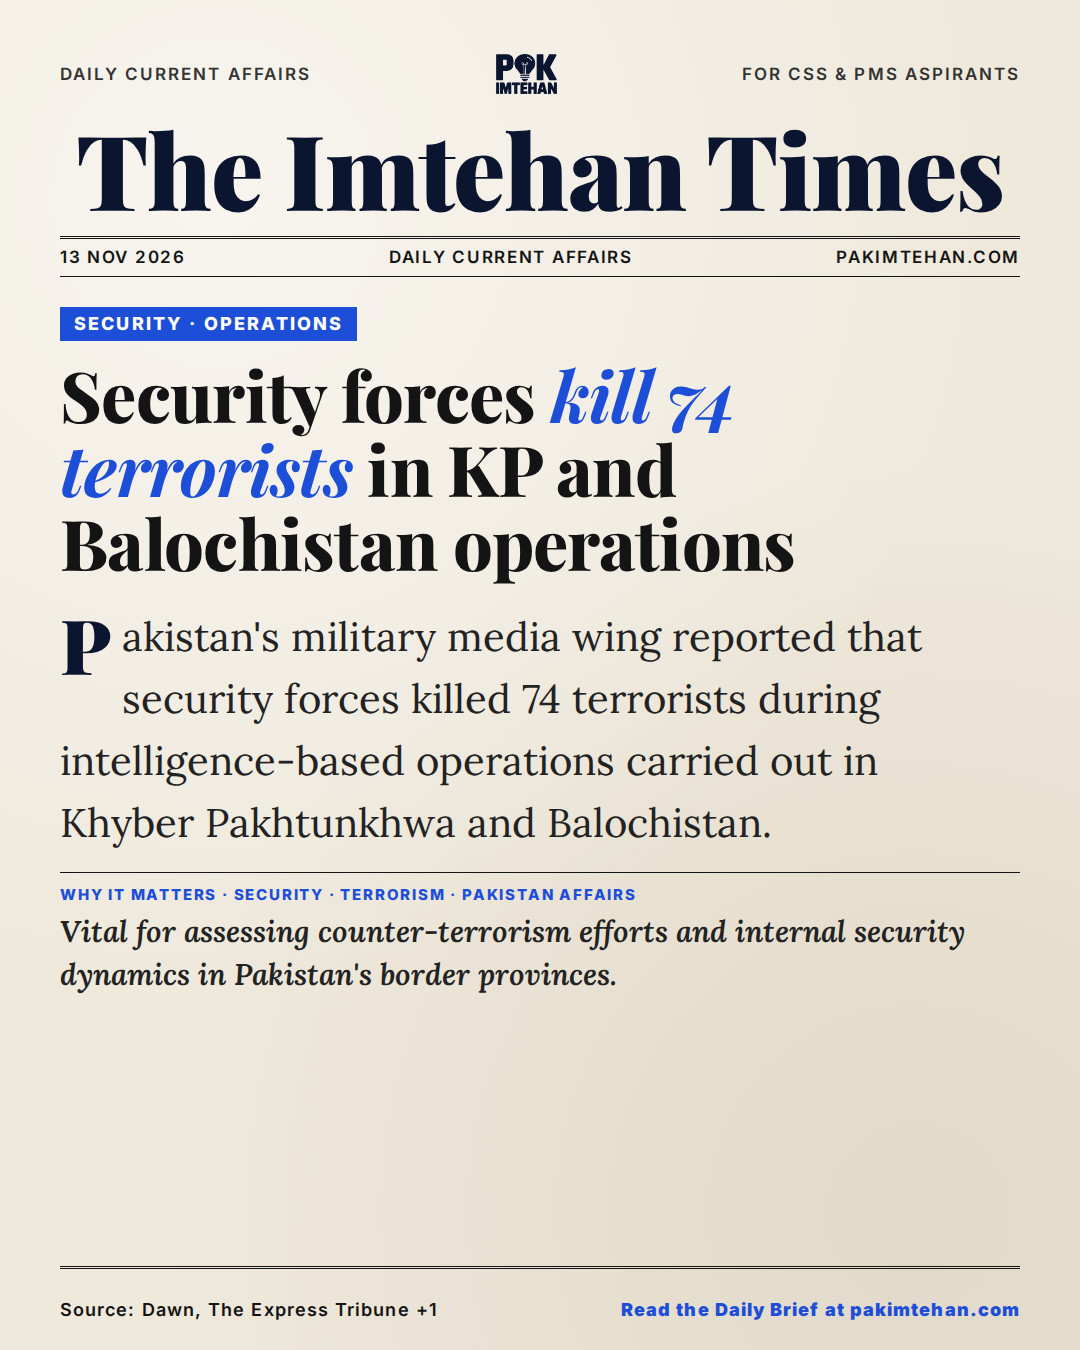 DAILY CURRENT AFFAIRS
PAK
IMTEHAN
FOR CSS & PMS ASPIRANTS
The Imtehan Times
13 NOV 2026
DAILY CURRENT AFFAIRS
PAKIMTEHAN.COM
SECURITY · OPERATIONS
Security forces kill 74
terrorists in KP and
Balochistan operations
Pakistan's military media wing reported that
security forces killed 74 terrorists during
intelligence-based operations carried out in
Khyber Pakhtunkhwa and Balochistan.
WHY IT MATTERS · SECURITY · TERRORISM · PAKISTAN AFFAIRS
Vital for assessing counter-terrorism efforts and internal security
dynamics in Pakistan's border provinces.
Source: Dawn, The Express Tribune +1
Read the Daily Brief at pakimtehan.com